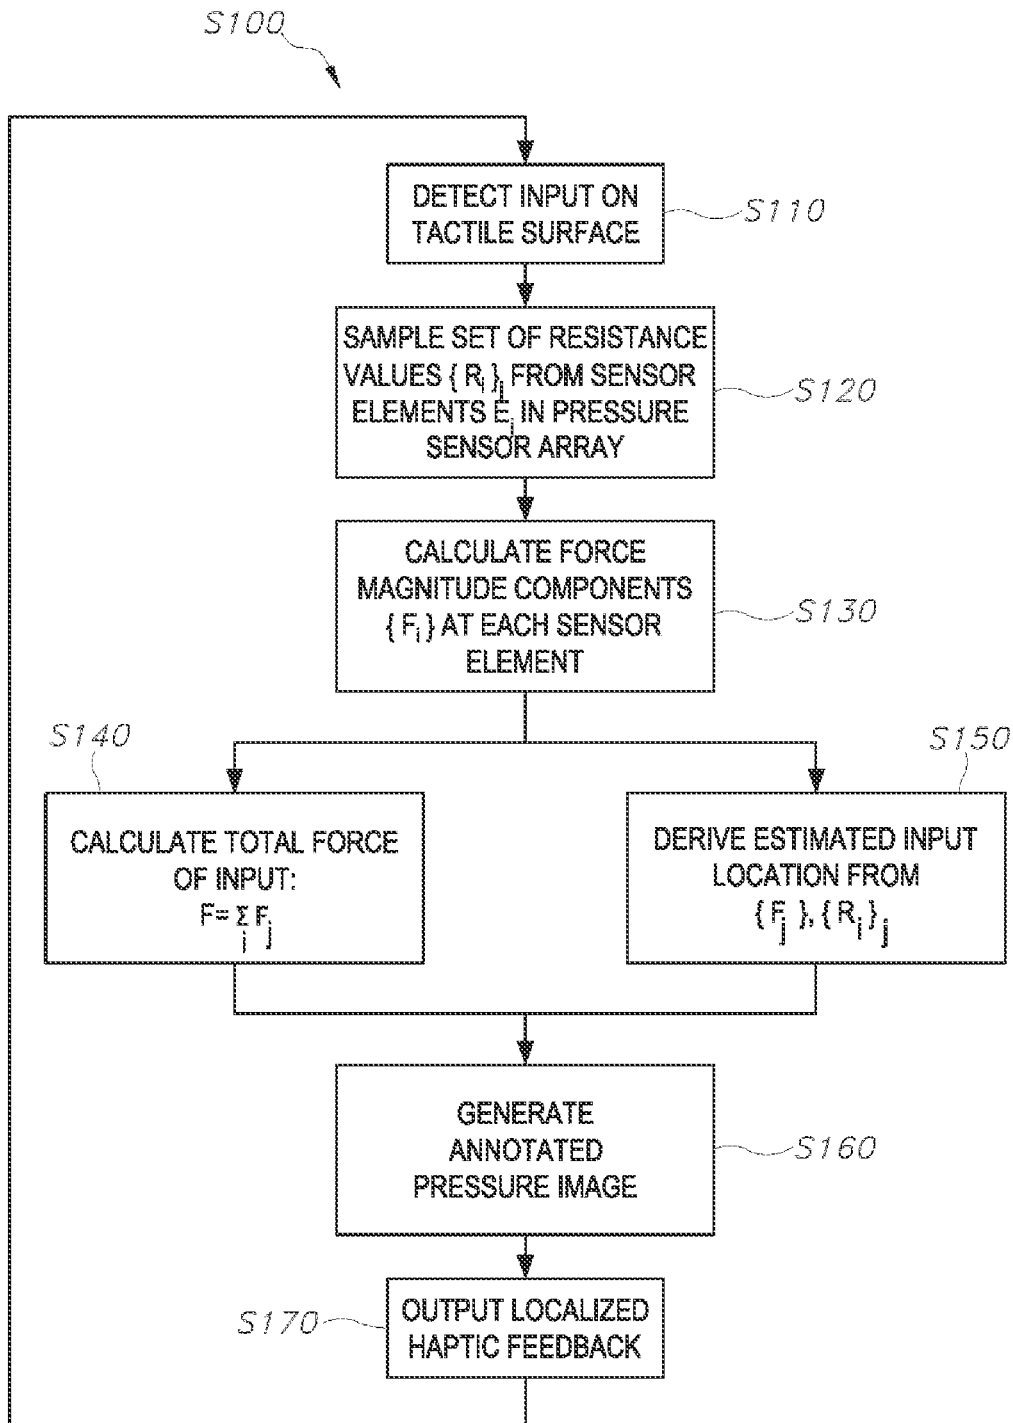 S100
DETECT INPUT ON
TACTILE SURFACE
S110
SAMPLE SET OF RESISTANCE
VALUES { Ri }j FROM SENSOR
ELEMENTS Ej IN PRESSURE
SENSOR ARRAY
S120
CALCULATE FORCE
MAGNITUDE COMPONENTS
{ Fi } AT EACH SENSOR
ELEMENT
S130
S140
CALCULATE TOTAL FORCE
OF INPUT:
F= Σj Fj
S150
DERIVE ESTIMATED INPUT
LOCATION FROM
{ Fj }, { Ri }j
GENERATE
ANNOTATED
PRESSURE IMAGE
S160
S170
OUTPUT LOCALIZED
HAPTIC FEEDBACK